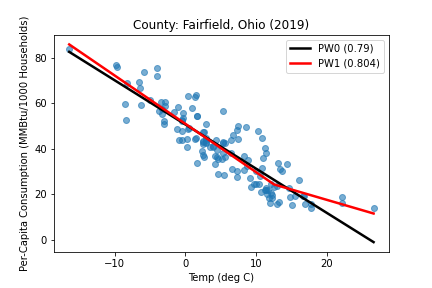 County: Fairfield, Ohio (2019)
PW0 (0.79)
PW1 (0.804)
Per-Capita Consumption (MMBtu/1000 Households)
80
60
40
20
0
−10
0
10
20
Temp (deg C)